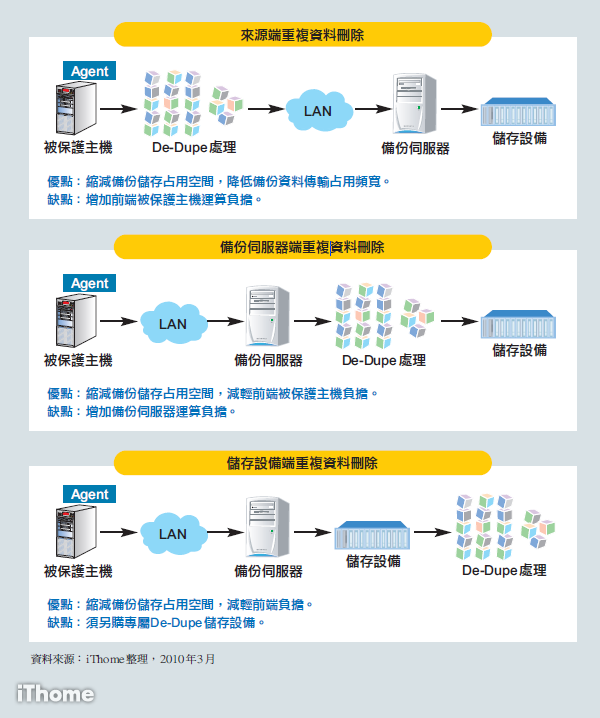 來源端重複資料刪除
Agent
LAN
被保護主機
De-Dupe處理
備份伺服器
儲存設備
優點：縮減備份儲存占用空間，降低備份資料傳輸占用頻寬。
缺點：增加前端被保護主機運算負擔。
備份伺服器端重複資料刪除
Agent
LAN
被保護主機
備份伺服器
De-Dupe處理
儲存設備
優點：縮減備份儲存占用空間，減輕前端被保護主機負擔。
缺點：增加備份伺服器運算負擔。
儲存設備端重複資料刪除
Agent
LAN
被保護主機
備份伺服器
儲存設備
De-Dupe處理
優點：縮減備份儲存占用空間，減輕前端負擔。
缺點：須另購專屬De-Dupe儲存設備。
資料來源：iThome整理，2010年3月
iThome